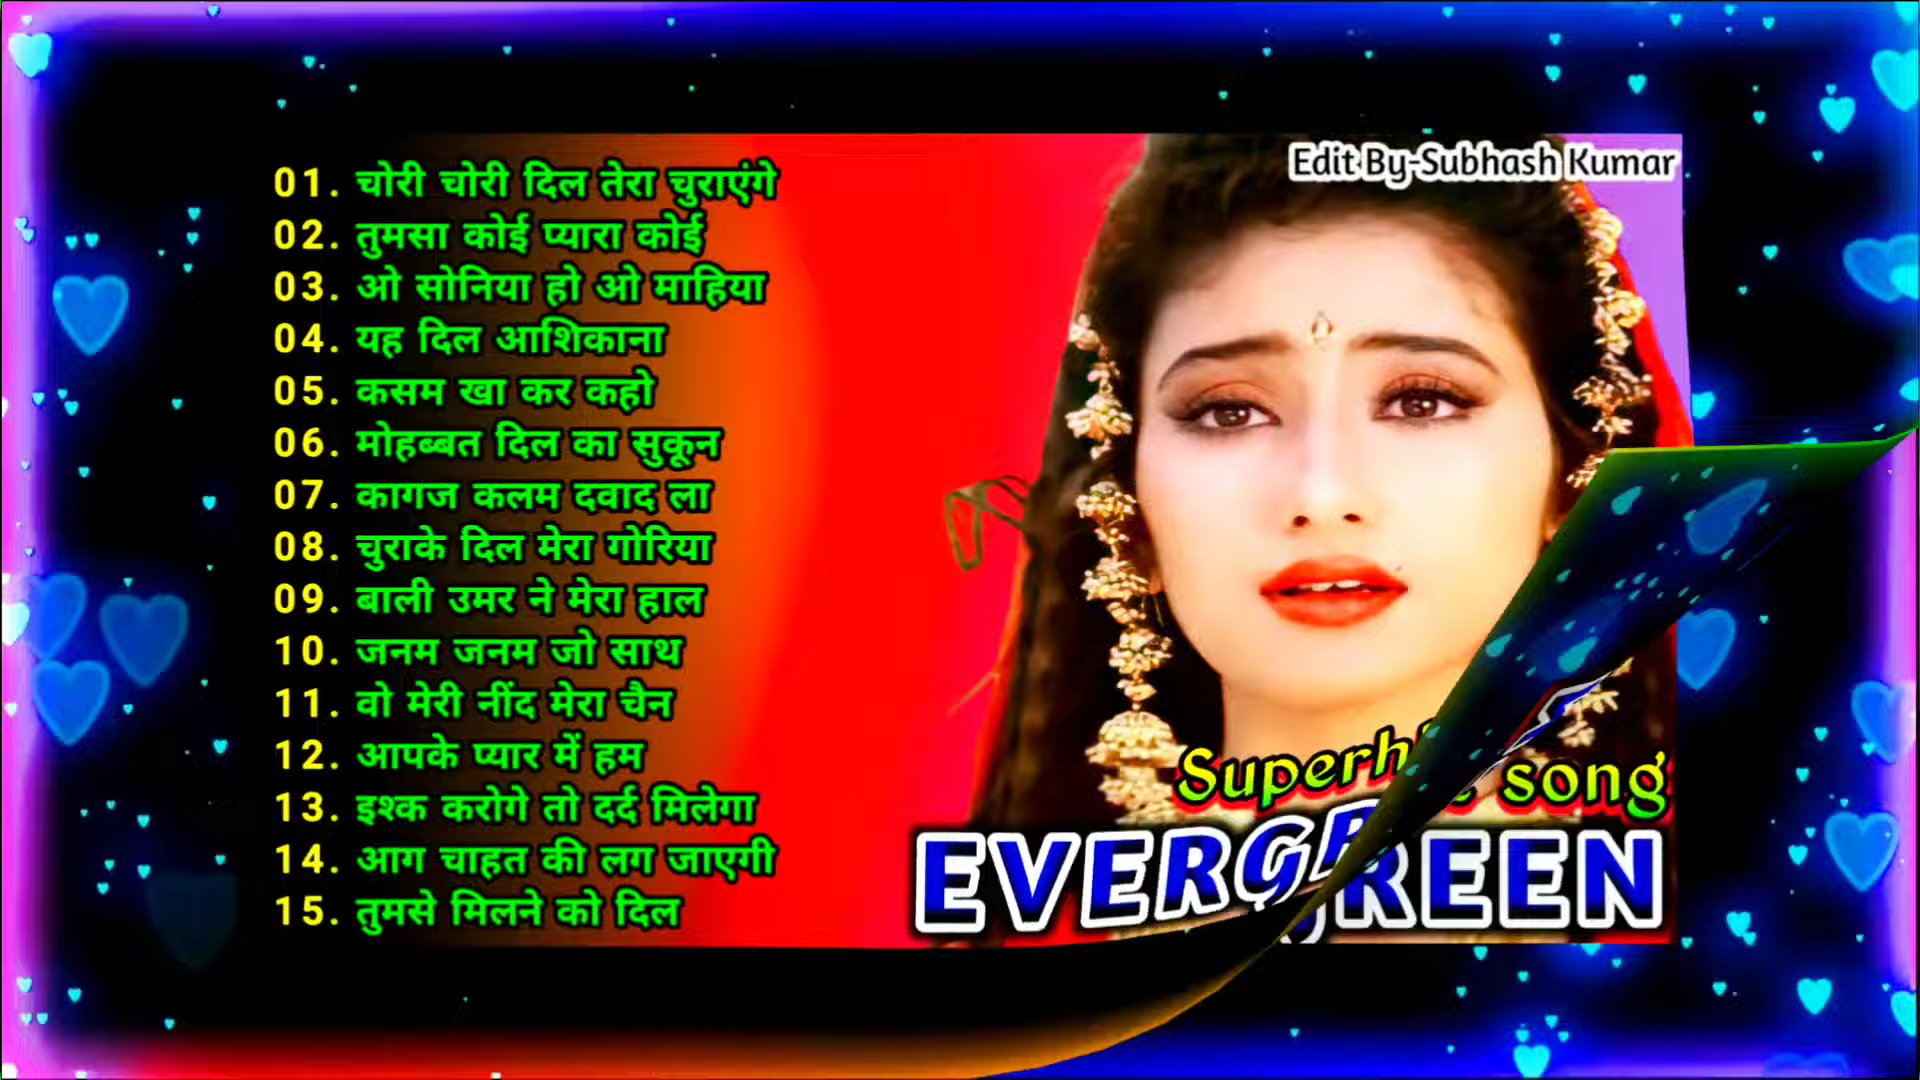 Edit By-Subhash Kumar
01. चोरी चोरी दिल तेरा चुराएंगे
02. तुमसा कोई प्यारा कोई
03. ओ सोनिया हो ओ माहिया
04. यह दिल आशिकाना
05. कसम खा कर कहो
06. मोहब्बत दिल का सुकून
07. कागज कलम दवाद ला
08. चुराके दिल मेरा गोरिया
09. बाली उमर ने मेरा हाल
10. जनम जनम जो साथ
11. वो मेरी नींद मेरा चैन
12. आपके प्यार में हम
13. इश्क करोगे तो दर्द मिलेगा
14. आग चाहत की लग जाएगी
15. तुमसे मिलने को दिल
song
EVERGREEN